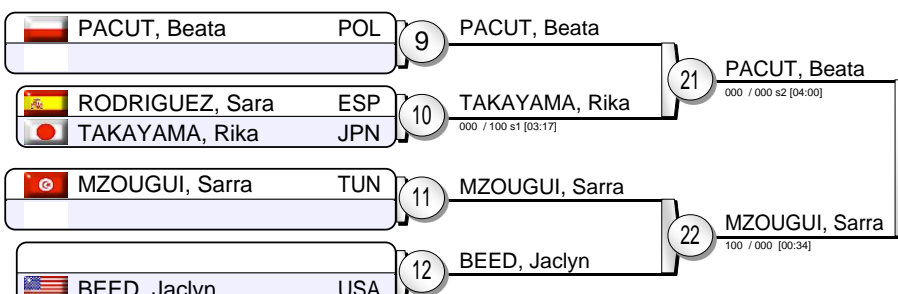 PACUT, Beata POL
9
PACUT, Beata
21
PACUT, Beata
000 / 000 s2 [04:00]
RODRIGUEZ, Sara ESP
TAKAYAMA, Rika JPN
10
TAKAYAMA, Rika
000 / 100 s1 [03:17]
MZOUGUI, Sarra TUN
11
MZOUGUI, Sarra
22
MZOUGUI, Sarra
100 / 000 [00:34]
12
BEED, Jaclyn
BEED, Jaclyn USA